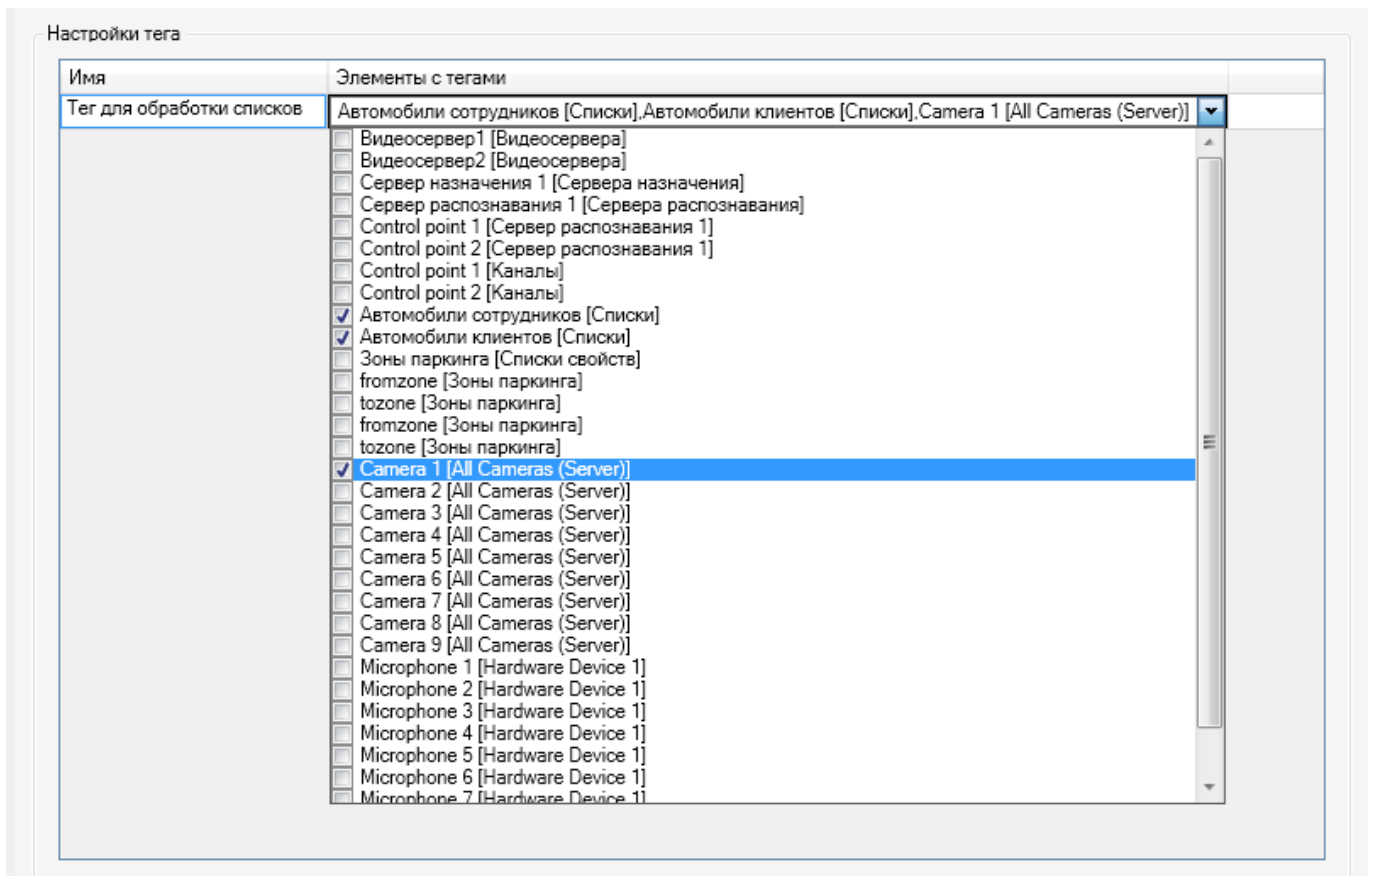 Настройки тега
Имя Элементы с тегами
Тег для обработки списков Автомобили сотрудников [Списки],Автомобили клиентов [Списки],Camera 1 [All Cameras (Server)]
Видеосервер1 [Видеосервера]
Видеосервер2 [Видеосервера]
Сервер назначения 1 [Сервера назначения]
Сервер распознавания 1 [Сервера распознавания]
Control point 1 [Сервер распознавания 1]
Control point 2 [Сервер распознавания 1]
Control point 1 [Каналы]
Control point 2 [Каналы]
Автомобили сотрудников [Списки]
Автомобили клиентов [Списки]
Зоны паркинга [Списки свойств]
fromzone [Зоны паркинга]
tozone [Зоны паркинга]
fromzone [Зоны паркинга]
tozone [Зоны паркинга]
Camera 1 [All Cameras (Server)]
Camera 2 [All Cameras (Server)]
Camera 3 [All Cameras (Server)]
Camera 4 [All Cameras (Server)]
Camera 5 [All Cameras (Server)]
Camera 6 [All Cameras (Server)]
Camera 7 [All Cameras (Server)]
Camera 8 [All Cameras (Server)]
Camera 9 [All Cameras (Server)]
Microphone 1 [Hardware Device 1]
Microphone 2 [Hardware Device 1]
Microphone 3 [Hardware Device 1]
Microphone 4 [Hardware Device 1]
Microphone 5 [Hardware Device 1]
Microphone 6 [Hardware Device 1]
Microphone 7 [Hardware Device 1]